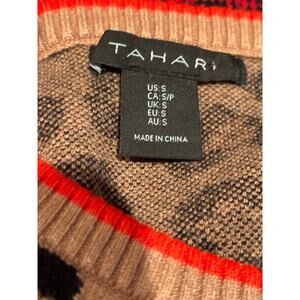 TAHARI
US:S
CA:S/P
UK:S
EU:S
AU:S
MADE IN CHINA